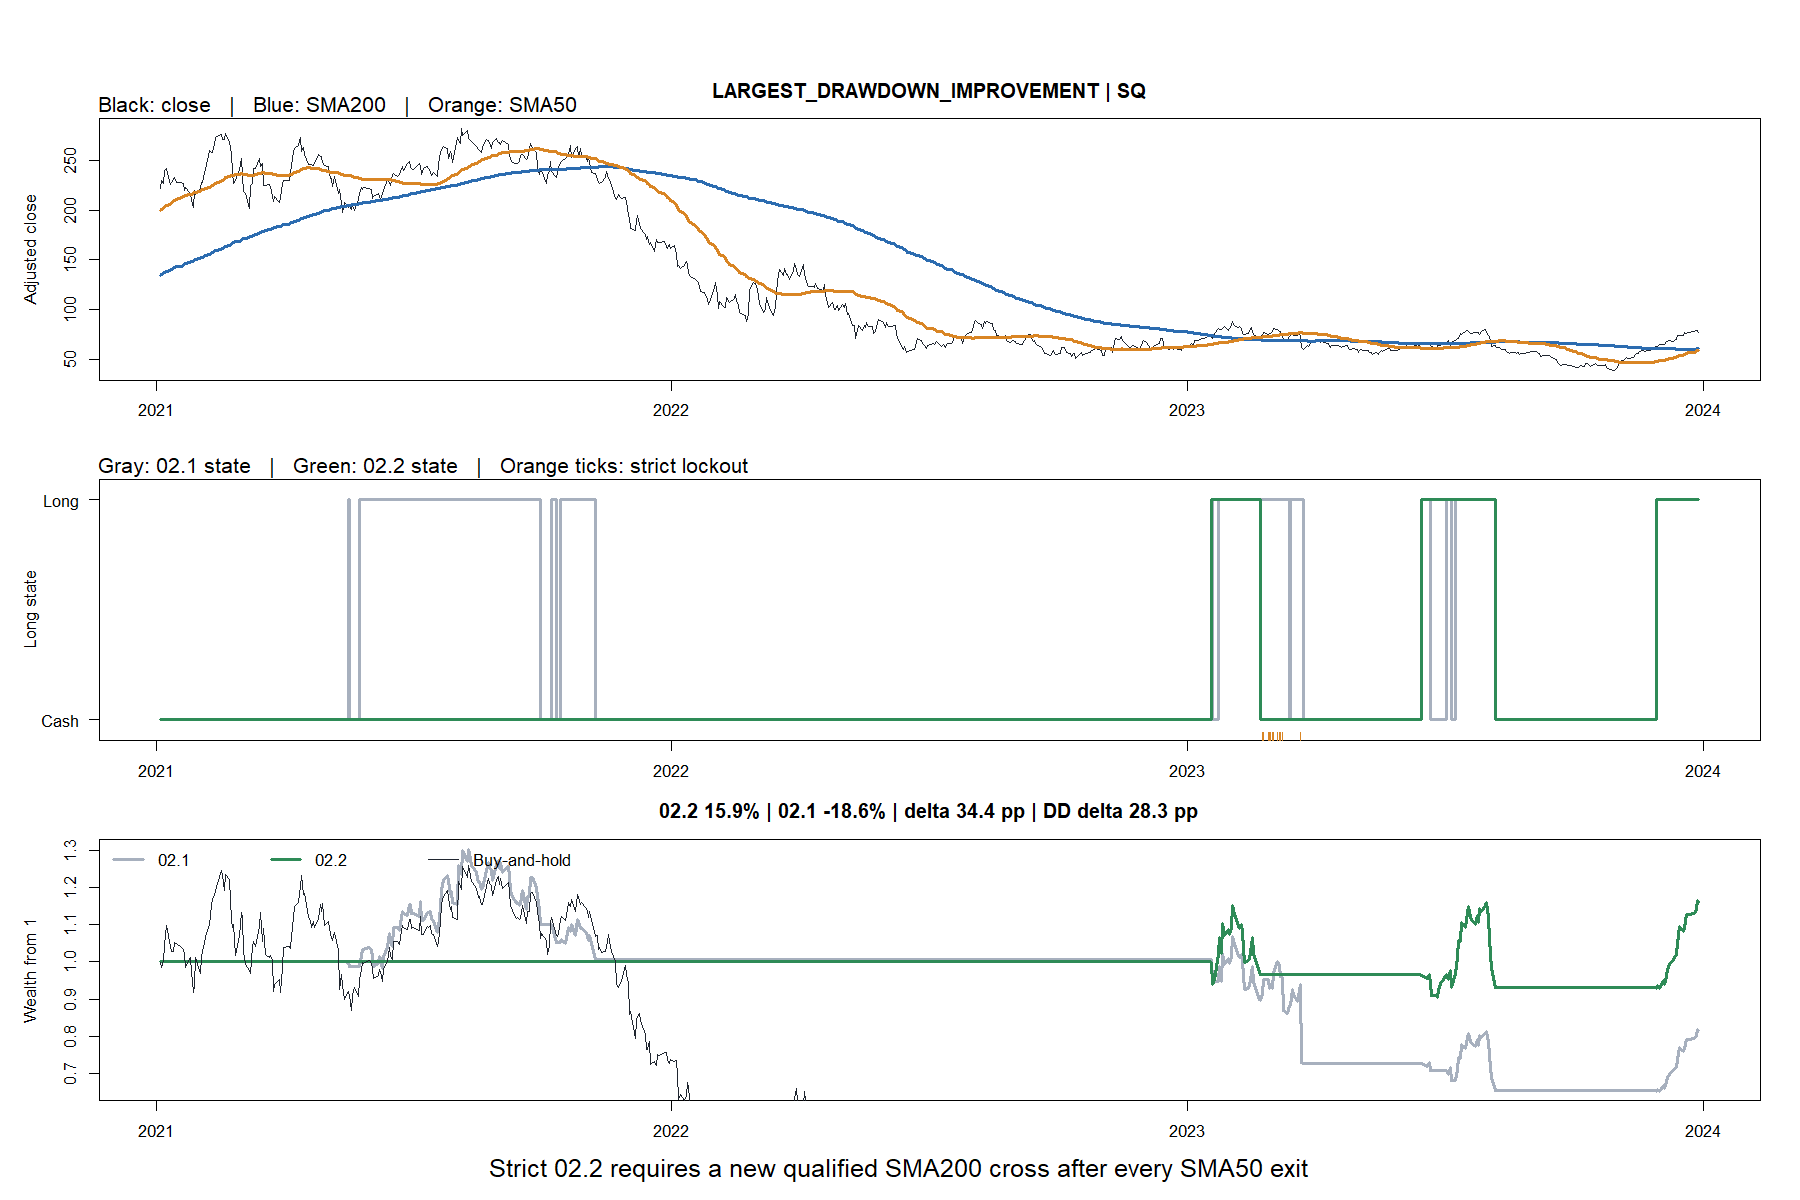 LARGEST_DRAWDOWN_IMPROVEMENT | SQ
Black: close | Blue: SMA200 | Orange: SMA50
Adjusted close
250
200
150
100
50
2021 2022 2023 2024
Gray: 02.1 state | Green: 02.2 state | Orange ticks: strict lockout
Long state
Long
Cash
2021 2022 2023 2024
02.2 15.9% | 02.1 -18.6% | delta 34.4 pp | DD delta 28.3 pp
02.1 02.2 Buy-and-hold
Wealth from 1
1.3
1.2
1.1
1.0
0.9
0.8
0.7
2021 2022 2023 2024
Strict 02.2 requires a new qualified SMA200 cross after every SMA50 exit